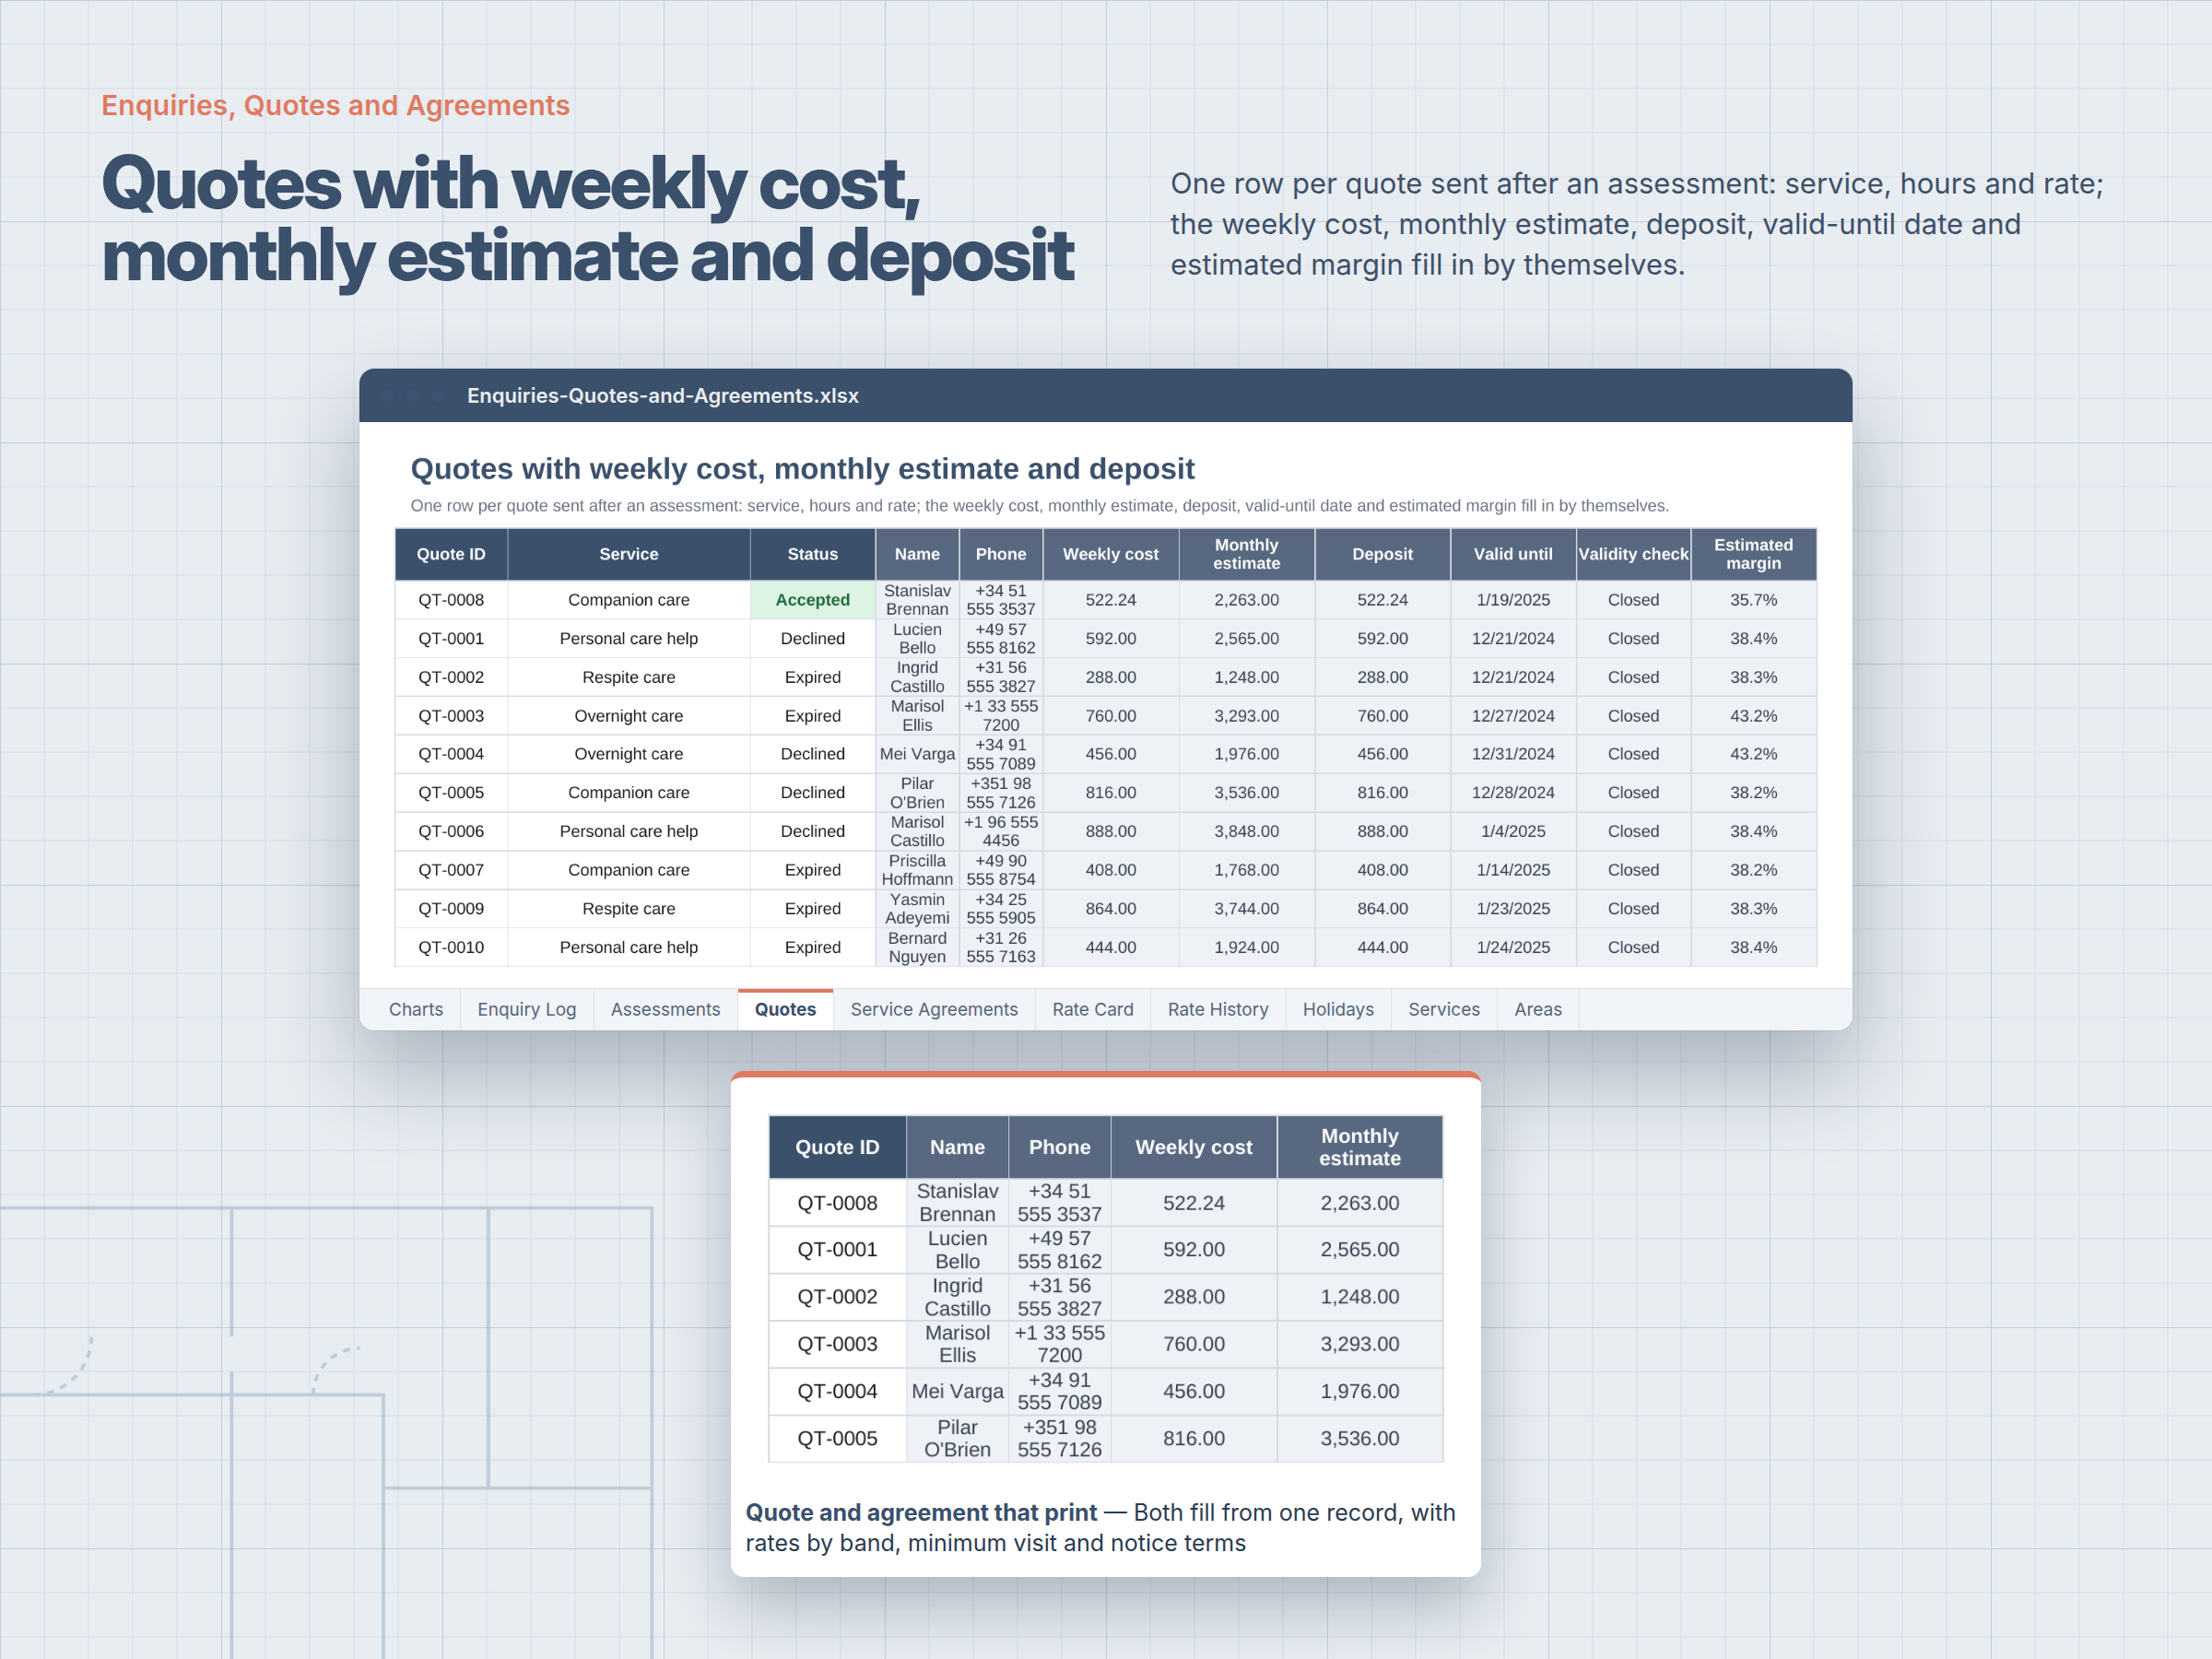 Enquiries, Quotes and Agreements
Quotes with weekly cost,
monthly estimate and deposit
One row per quote sent after an assessment: service, hours and rate;
the weekly cost, monthly estimate, deposit, valid-until date and
estimated margin fill in by themselves.
Enquiries-Quotes-and-Agreements.xlsx
Quotes with weekly cost, monthly estimate and deposit
One row per quote sent after an assessment: service, hours and rate; the weekly cost, monthly estimate, deposit, valid-until date and estimated margin fill in by themselves.
Quote ID Service Status Name Phone Weekly cost Monthly estimate Deposit Valid until Validity check Estimated margin
QT-0008 Companion care Accepted Stanislav Brennan +34 51 555 3537 522.24 2,263.00 522.24 1/19/2025 Closed 35.7%
QT-0001 Personal care help Declined Lucien Bello +49 57 555 8162 592.00 2,565.00 592.00 12/21/2024 Closed 38.4%
QT-0002 Respite care Expired Ingrid Castillo +31 56 555 3827 288.00 1,248.00 288.00 12/21/2024 Closed 38.3%
QT-0003 Overnight care Expired Marisol Ellis +1 33 555 7200 760.00 3,293.00 760.00 12/27/2024 Closed 43.2%
QT-0004 Overnight care Declined Mei Varga +34 91 555 7089 456.00 1,976.00 456.00 12/31/2024 Closed 43.2%
QT-0005 Companion care Declined Pilar O'Brien +351 98 555 7126 816.00 3,536.00 816.00 12/28/2024 Closed 38.2%
QT-0006 Personal care help Declined Marisol Castillo +1 96 555 4456 888.00 3,848.00 888.00 1/4/2025 Closed 38.4%
QT-0007 Companion care Expired Priscilla Hoffmann +49 90 555 8754 408.00 1,768.00 408.00 1/14/2025 Closed 38.2%
QT-0009 Respite care Expired Yasmin Adeyemi +34 25 555 5905 864.00 3,744.00 864.00 1/23/2025 Closed 38.3%
QT-0010 Personal care help Expired Bernard Nguyen +31 26 555 7163 444.00 1,924.00 444.00 1/24/2025 Closed 38.4%
Charts Enquiry Log Assessments Quotes Service Agreements Rate Card Rate History Holidays Services Areas
Quote ID Name Phone Weekly cost Monthly estimate
QT-0008 Stanislav Brennan +34 51 555 3537 522.24 2,263.00
QT-0001 Lucien Bello +49 57 555 8162 592.00 2,565.00
QT-0002 Ingrid Castillo +31 56 555 3827 288.00 1,248.00
QT-0003 Marisol Ellis +1 33 555 7200 760.00 3,293.00
QT-0004 Mei Varga +34 91 555 7089 456.00 1,976.00
QT-0005 Pilar O'Brien +351 98 555 7126 816.00 3,536.00
Quote and agreement that print — Both fill from one record, with
rates by band, minimum visit and notice terms